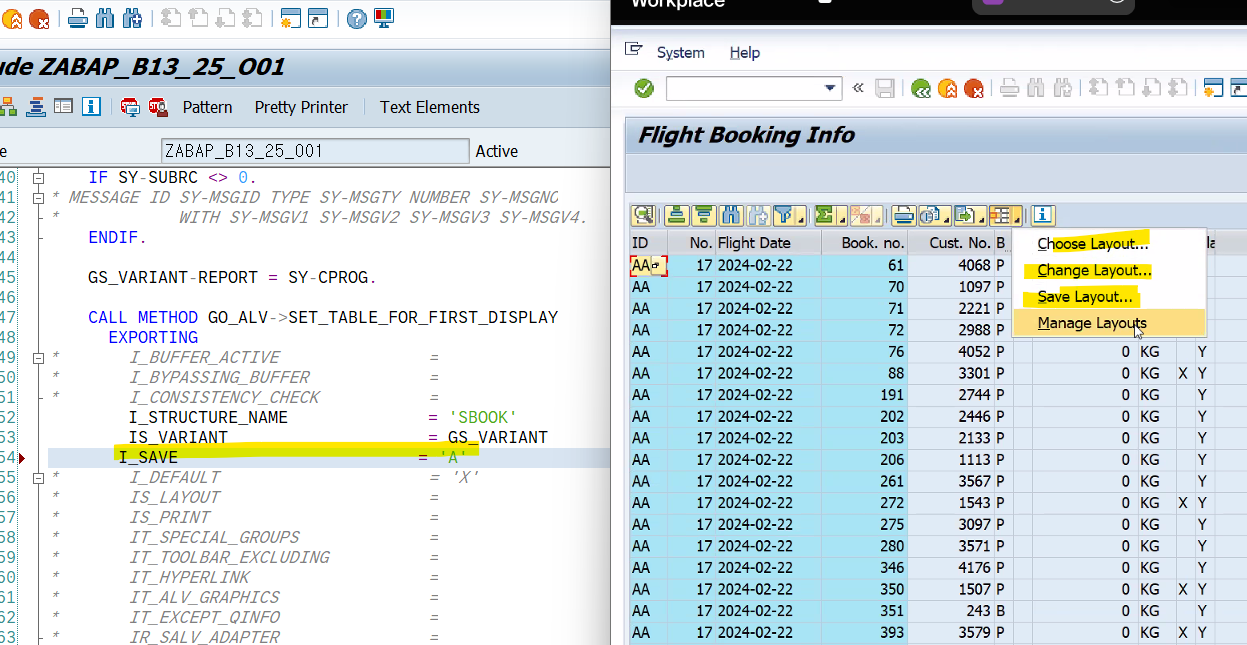 ude ZABAP_B13_25_O01
Pattern Pretty Printer Text Elements
e ZABAP_B13_25_O01 Active
40 IF SY-SUBRC <> 0.
41 * MESSAGE ID SY-MSGID TYPE SY-MSGTY NUMBER SY-MSGNO
42 * WITH SY-MSGV1 SY-MSGV2 SY-MSGV3 SY-MSGV4.
43 ENDIF.
44
45 GS_VARIANT-REPORT = SY-CPROG.
46
47 CALL METHOD GO_ALV->SET_TABLE_FOR_FIRST_DISPLAY
48 EXPORTING
49 * I_BUFFER_ACTIVE =
50 * I_BYPASSING_BUFFER =
51 * I_CONSISTENCY_CHECK =
52 I_STRUCTURE_NAME = 'SBOOK'
53 IS_VARIANT = GS_VARIANT
54 I_SAVE = 'A'
55 * I_DEFAULT = 'X'
56 * IS_LAYOUT =
57 * IS_PRINT =
58 * IT_SPECIAL_GROUPS =
59 * IT_TOOLBAR_EXCLUDING =
60 * IT_HYPERLINK =
61 * IT_ALV_GRAPHICS =
62 * IT_EXCEPT_QINFO =
63 * IR_SALV_ADAPTER =
Workplace
System Help
Flight Booking Info
ID No. Flight Date Book. no. Cust. No. B
Choose Layout...
Change Layout...
Save Layout...
Manage Layouts
AA 17 2024-02-22 61 4068 P
AA 17 2024-02-22 70 1097 P
AA 17 2024-02-22 71 2221 P
AA 17 2024-02-22 72 2988 P
AA 17 2024-02-22 76 4052 P 0 KG Y
AA 17 2024-02-22 88 3301 P 0 KG X Y
AA 17 2024-02-22 191 2744 P 0 KG Y
AA 17 2024-02-22 202 2446 P 0 KG Y
AA 17 2024-02-22 203 2133 P 0 KG Y
AA 17 2024-02-22 206 1113 P 0 KG Y
AA 17 2024-02-22 261 3567 P 0 KG Y
AA 17 2024-02-22 272 1543 P 0 KG X Y
AA 17 2024-02-22 275 3097 P 0 KG Y
AA 17 2024-02-22 280 3571 P 0 KG Y
AA 17 2024-02-22 346 4176 P 0 KG Y
AA 17 2024-02-22 350 1507 P 0 KG X Y
AA 17 2024-02-22 351 243 B 0 KG Y
AA 17 2024-02-22 393 3579 P 0 KG X Y